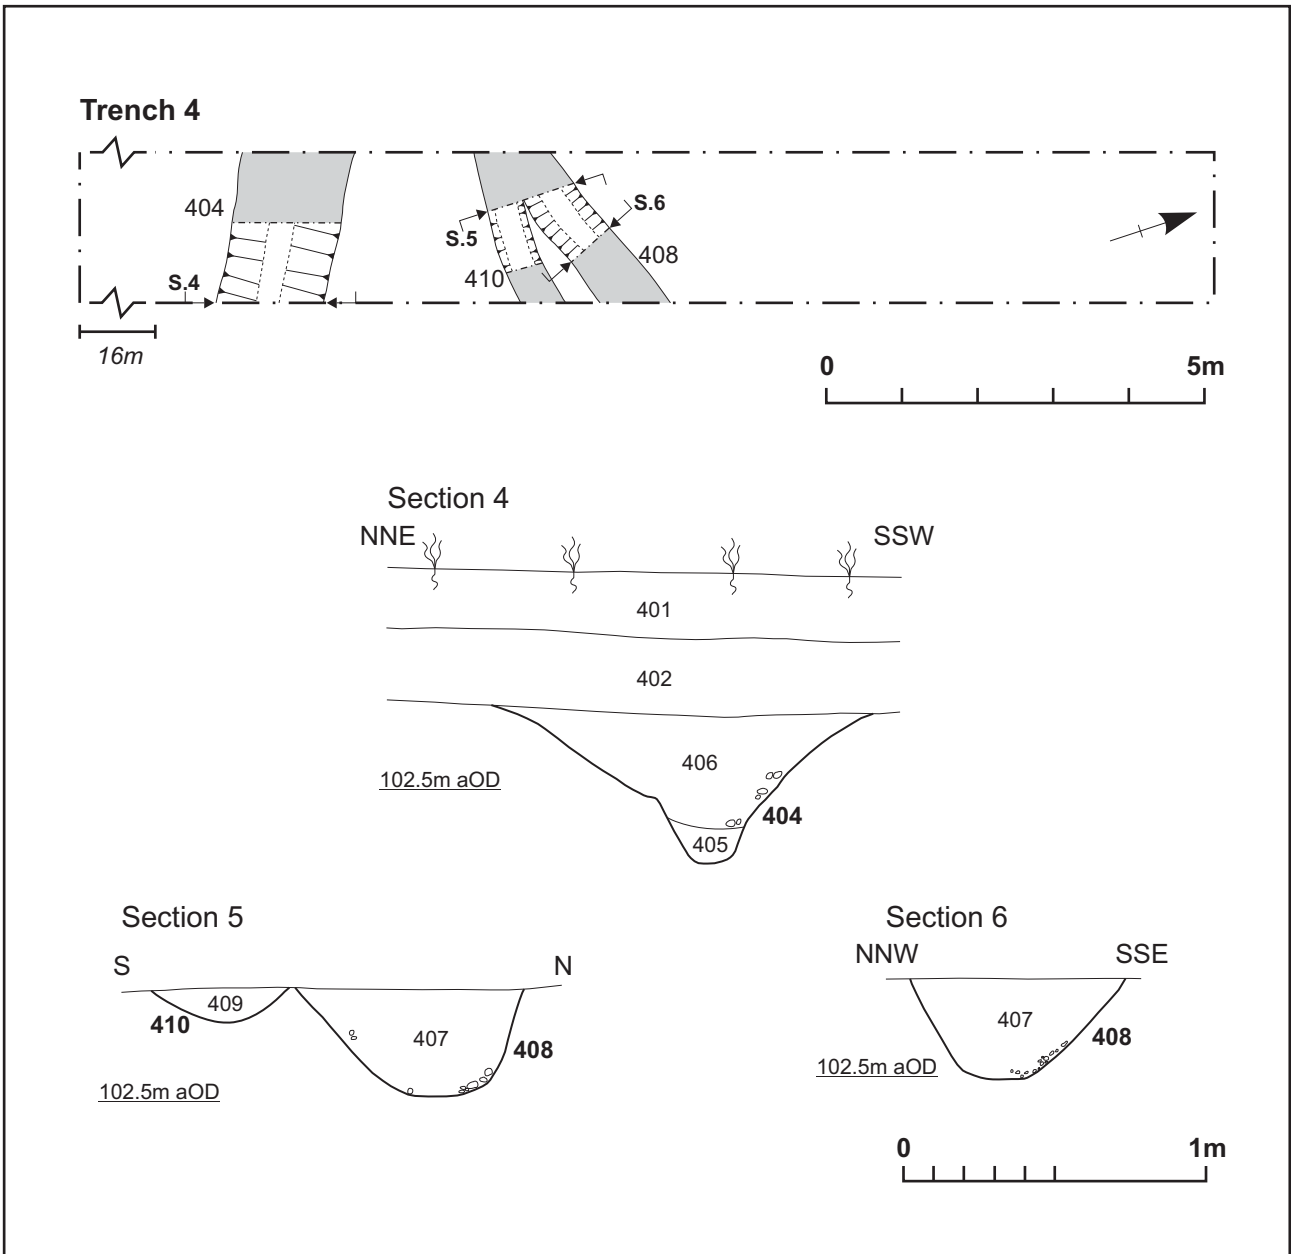 Trench 4
404
S.6
S.5
408
410
S.4
16m
0 5m
Section 4
NNE SSW
401
402
406
102.5m aOD
404
405
Section 5
Section 6
S N
NNW SSE
409
410
407
408
102.5m aOD
407
408
102.5m aOD
0 1m